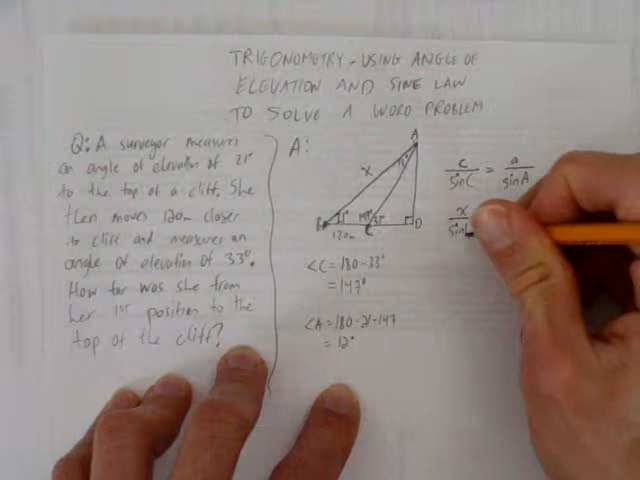 TRIGONOMETRY - USING ANGLE OF
ELEVATION AND SINE LAW
TO SOLVE A WORD PROBLEM
Q: A surveyor measures
an angle of elevation of 21°
to the top of a cliff. She
then moves 120m closer
to cliff and measures an
angle of elevation of 33°.
How far was she from
her 1st position to the
top of the cliff?
A:
A
x
12°
B 21° 147° 33° D
C
120m
<C = 180-33°
= 147°
<A = 180-21-147
= 12°
c/sinC = a/sinA
x/sin